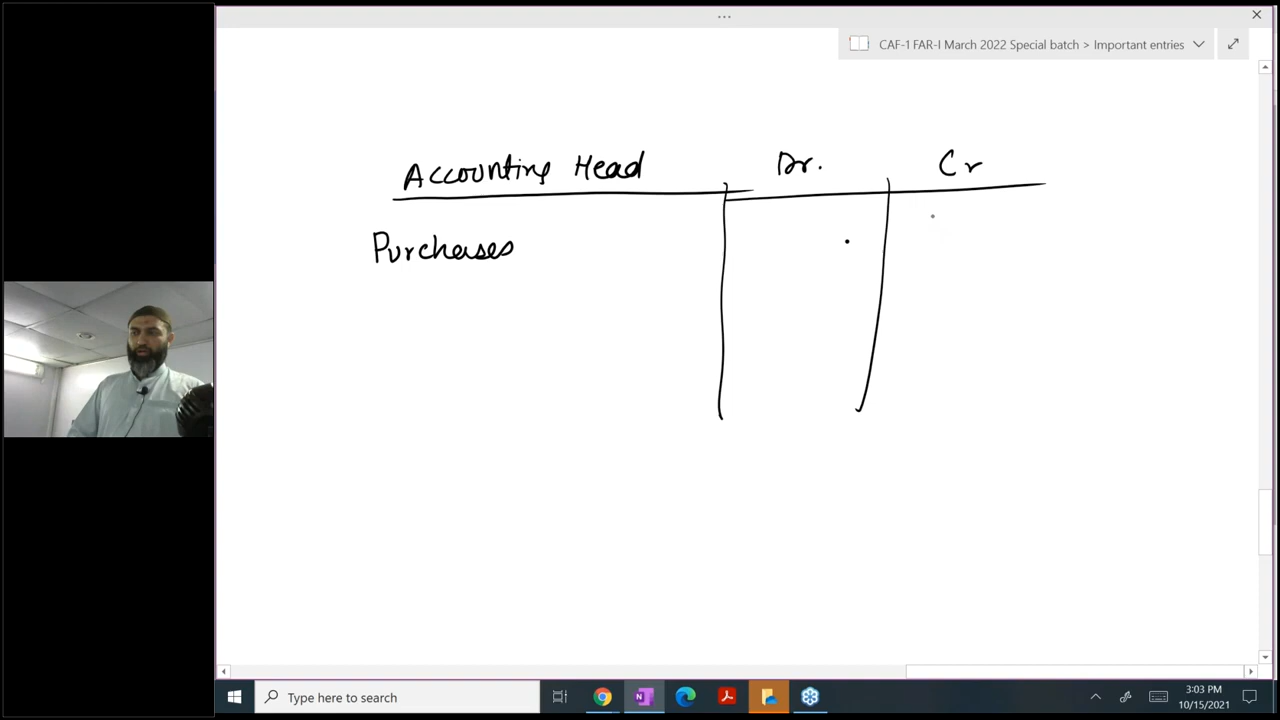 CAF-1 FAR-I March 2022 Special batch > Important entries
Accounting Head Dr. Cr
Purchases
Type here to search
3:03 PM
10/15/2021